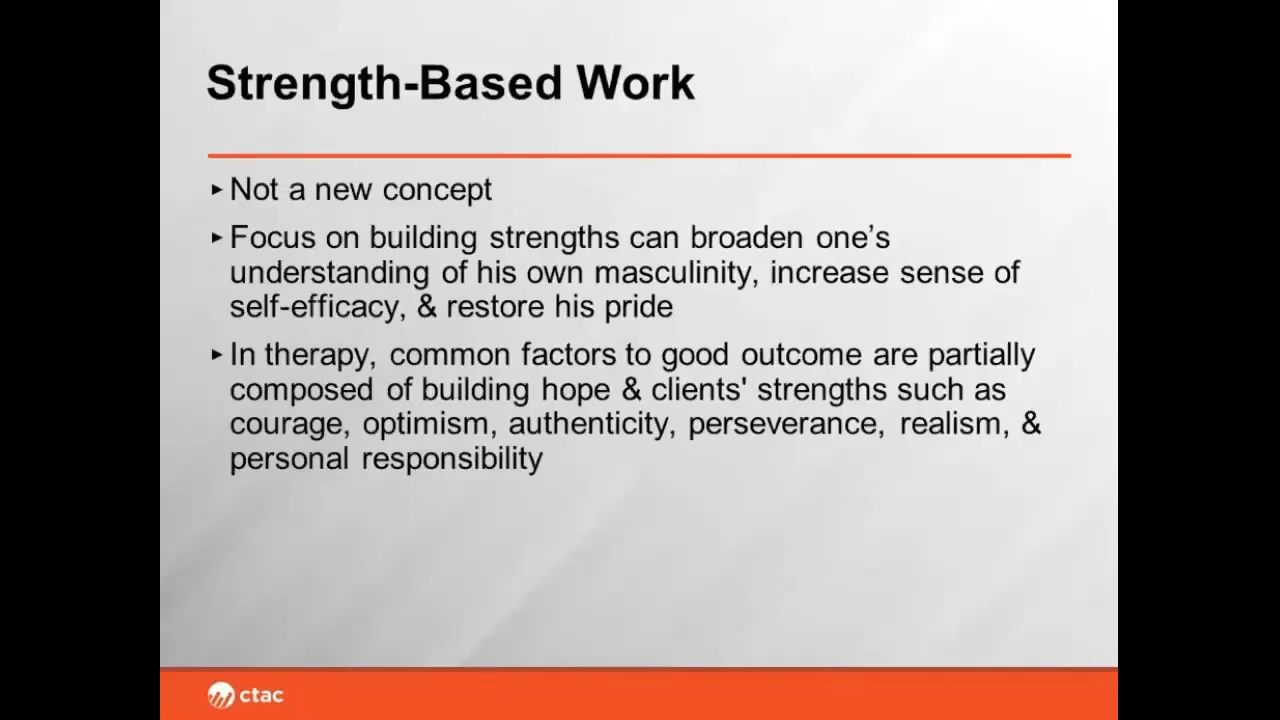 Strength-Based Work
▸Not a new concept
▸Focus on building strengths can broaden one’s
understanding of his own masculinity, increase sense of
self-efficacy, & restore his pride
▸In therapy, common factors to good outcome are partially
composed of building hope & clients' strengths such as
courage, optimism, authenticity, perseverance, realism, &
personal responsibility
ctac